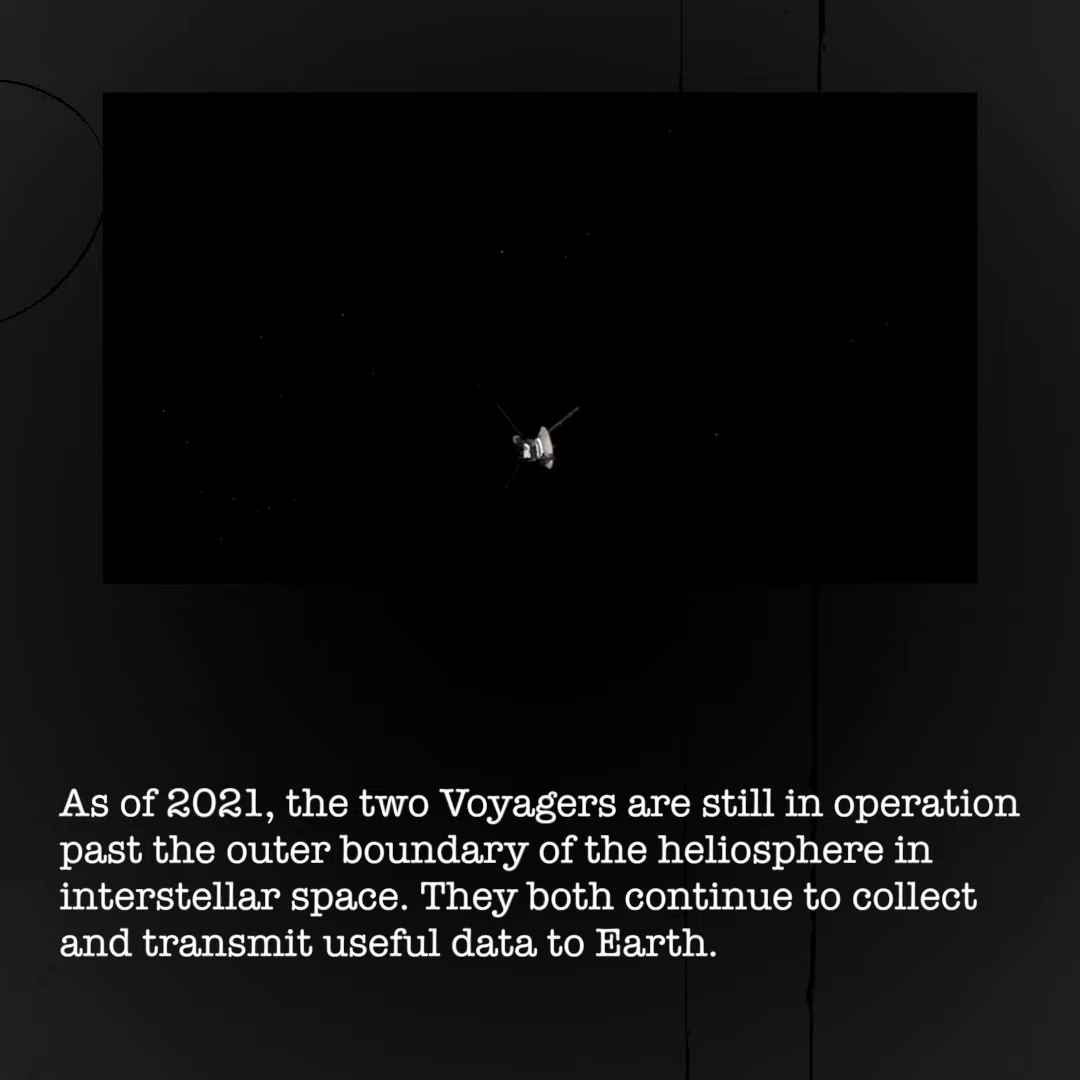 As of 2021, the two Voyagers are still in operation
past the outer boundary of the heliosphere in
interstellar space. They both continue to collect
and transmit useful data to Earth.